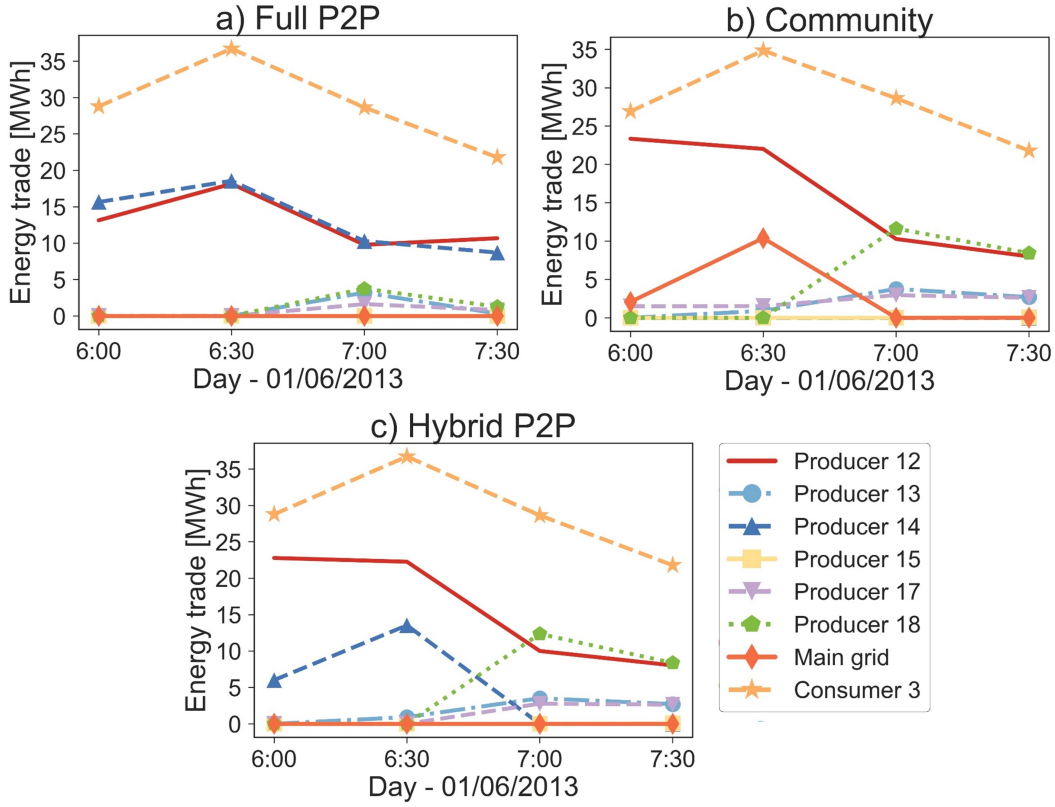 a) Full P2P
Energy trade [MWh]
35
30
25
20
15
10
5
0
6:00 6:30 7:00 7:30
Day - 01/06/2013
b) Community
Energy trade [MWh]
35
30
25
20
15
10
5
0
6:00 6:30 7:00 7:30
Day - 01/06/2013
c) Hybrid P2P
Energy trade [MWh]
35
30
25
20
15
10
5
0
6:00 6:30 7:00 7:30
Day - 01/06/2013
Producer 12
Producer 13
Producer 14
Producer 15
Producer 17
Producer 18
Main grid
Consumer 3